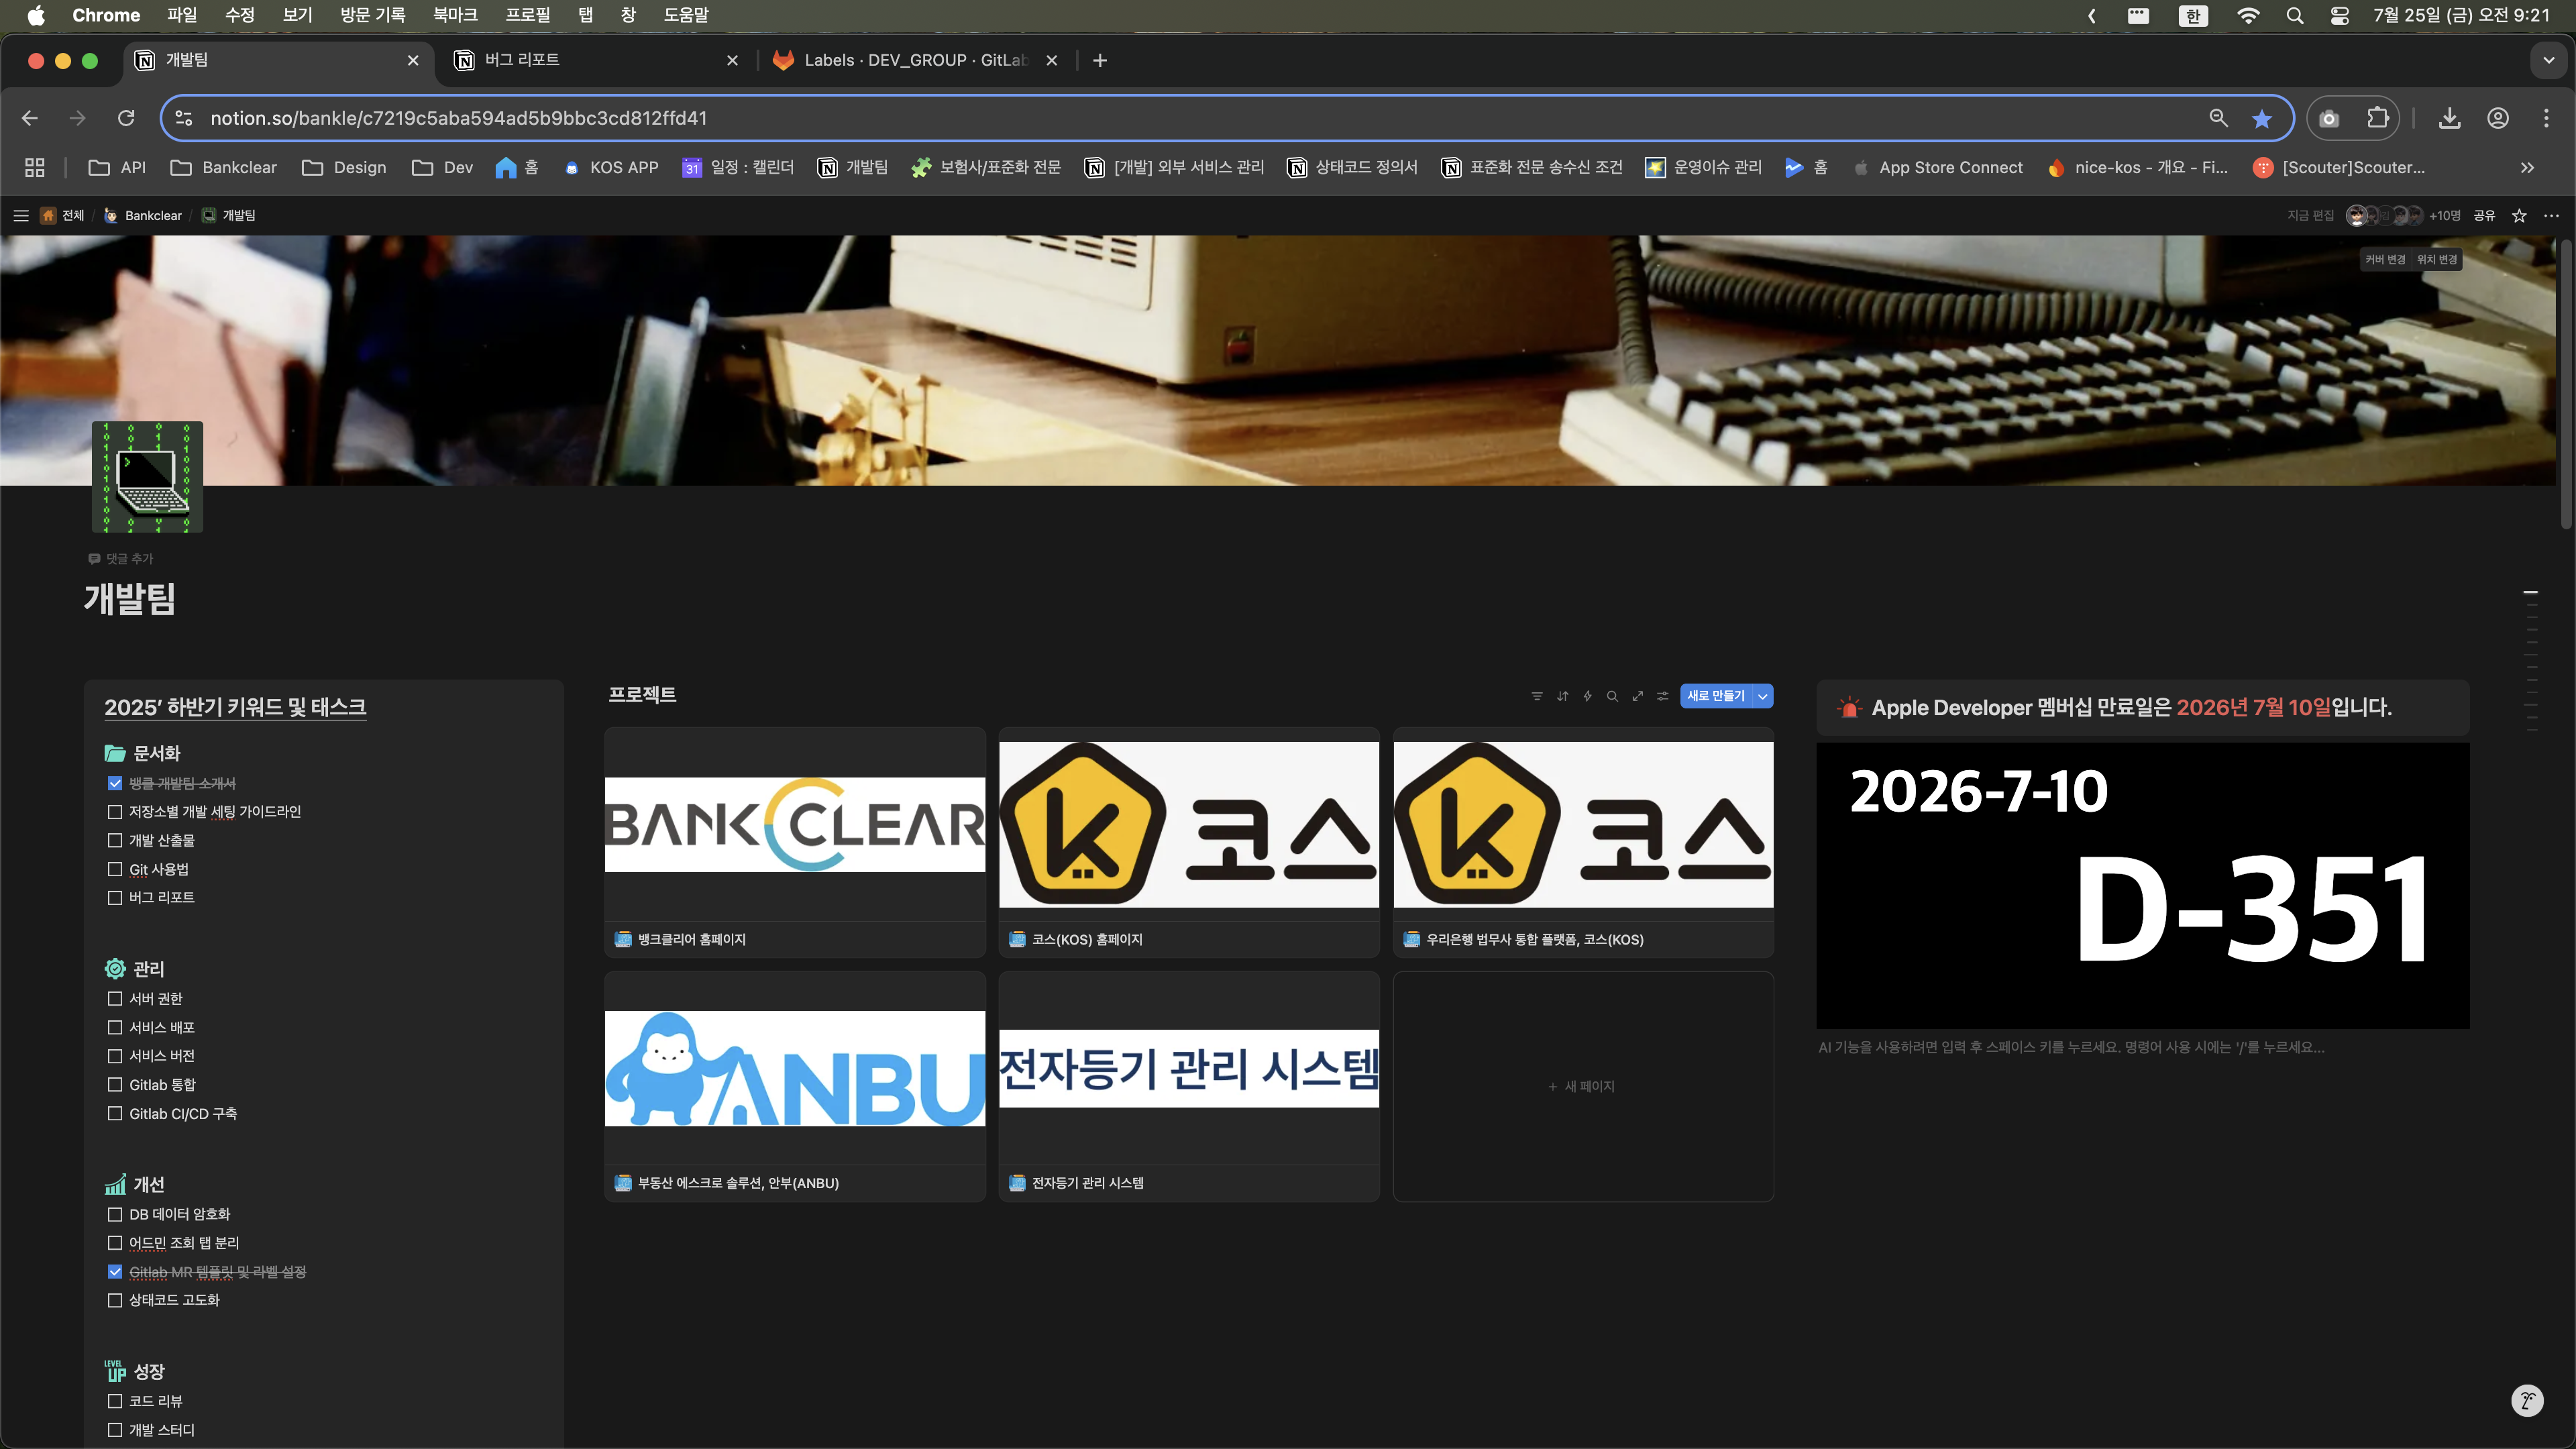 Chrome 파일 수정 보기 방문 기록 북마크 프로필 탭 창 도움말 한 7월 25일 (금) 오전 9:21
개발팀 버그 리포트 Labels · DEV_GROUP · GitLab
notion.so/bankle/c7219c5aba594ad5b9bbc3cd812ffd41
API Bankclear Design Dev 홈 KOS APP 31 일정 : 캘린더 개발팀 보험사/표준화 전문 [개발] 외부 서비스 관리 상태코드 정의서 표준화 전문 송수신 조건 운영이슈 관리 홈 App Store Connect nice-kos - 개요 - Fi... [Scouter]Scouter...
전체 / Bankclear / 개발팀 지금 편집 +10명 공유
커버 변경 위치 변경
댓글 추가
개발팀
2025’ 하반기 키워드 및 태스크
문서화
뱅클 개발팀 소개서
저장소별 개발 세팅 가이드라인
개발 산출물
Git 사용법
버그 리포트
관리
서버 권한
서비스 배포
서비스 버전
Gitlab 통합
Gitlab CI/CD 구축
개선
DB 데이터 암호화
어드민 조회 탭 분리
Gitlab MR 템플릿 및 라벨 설정
상태코드 고도화
LEVEL UP 성장
코드 리뷰
개발 스터디
프로젝트 새로 만들기
BANK CLEAR
뱅크클리어 홈페이지
k 코스
코스(KOS) 홈페이지
k 코스
우리은행 법무사 통합 플랫폼, 코스(KOS)
ANBU
부동산 에스크로 솔루션, 안부(ANBU)
전자등기 관리 시스템
전자등기 관리 시스템
+ 새 페이지
Apple Developer 멤버십 만료일은 2026년 7월 10일입니다.
2026-7-10
D-351
AI 기능을 사용하려면 입력 후 스페이스 키를 누르세요. 명령어 사용 시에는 '/'를 누르세요...